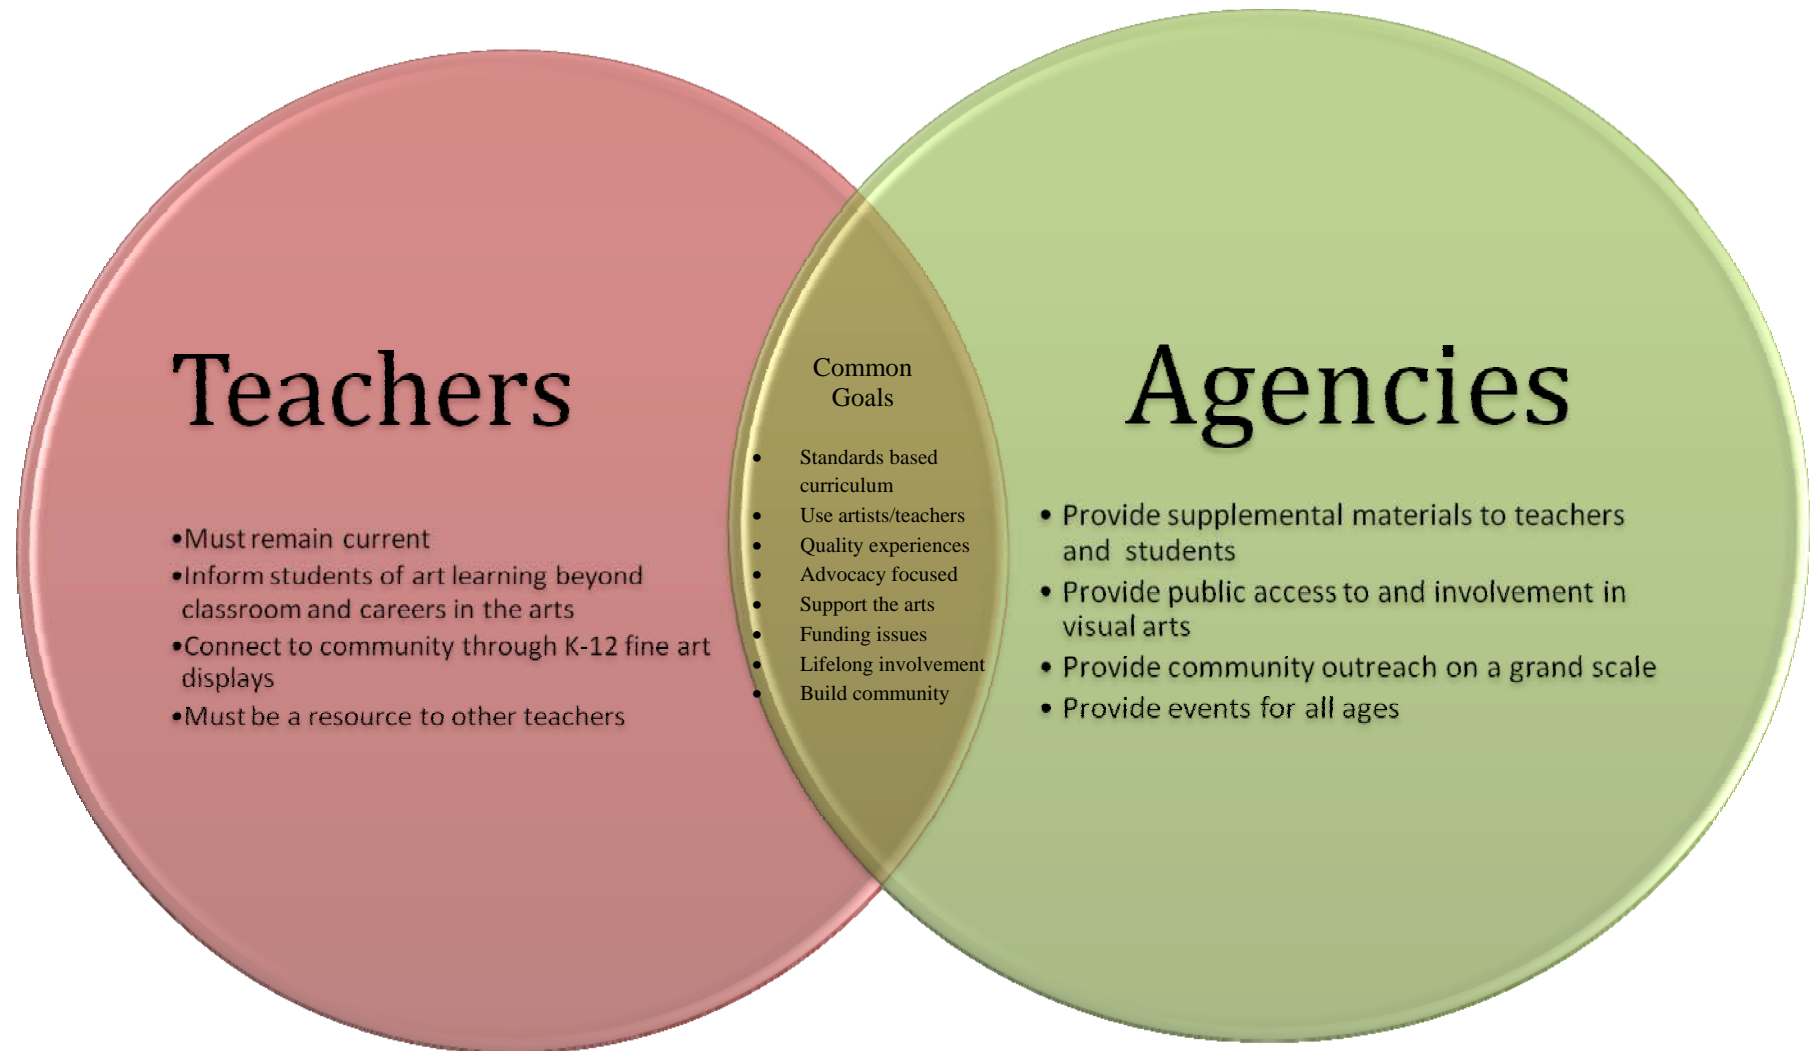 Teachers
•Must remain current
•Inform students of art learning beyond
classroom and careers in the arts
•Connect to community through K-12 fine art
displays
•Must be a resource to other teachers
Common
Goals
• Standards based
curriculum
• Use artists/teachers
• Quality experiences
• Advocacy focused
• Support the arts
• Funding issues
• Lifelong involvement
• Build community
Agencies
• Provide supplemental materials to teachers
and students
• Provide public access to and involvement in
visual arts
• Provide community outreach on a grand scale
• Provide events for all ages